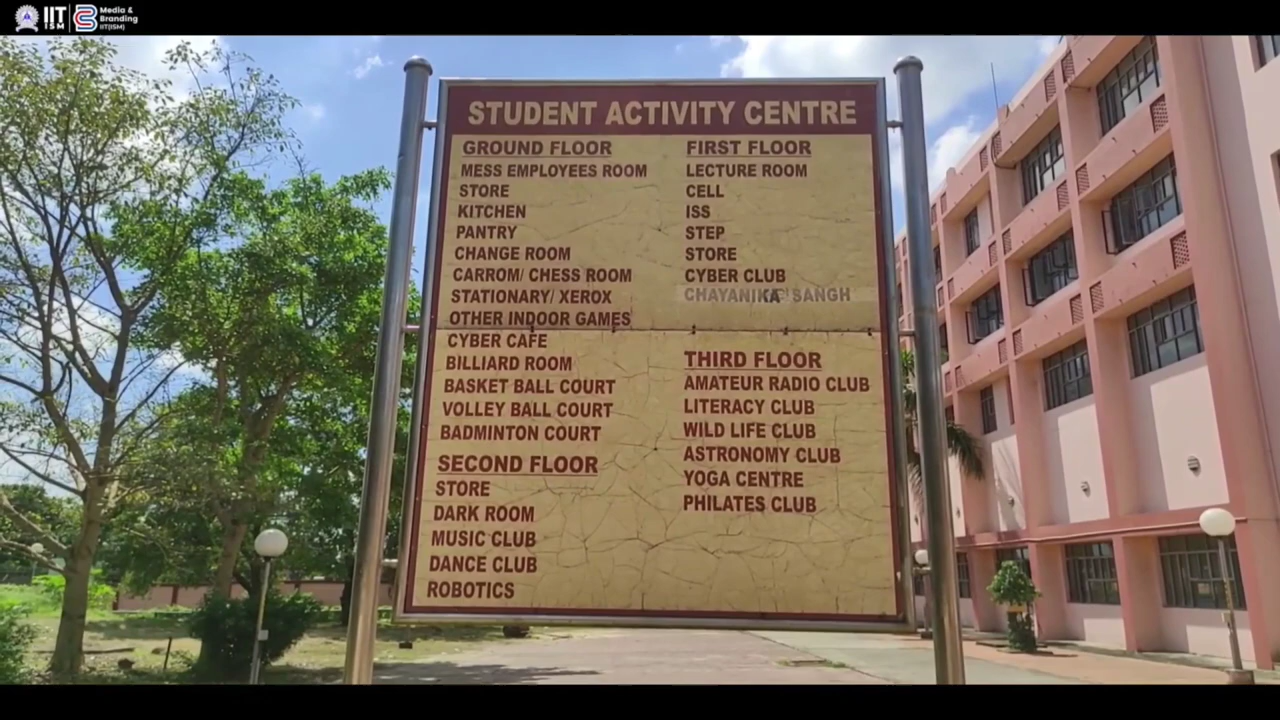 IIT
ISM
Media &
Branding
IIT(ISM)
STUDENT ACTIVITY CENTRE
GROUND FLOOR
MESS EMPLOYEES ROOM
STORE
KITCHEN
PANTRY
CHANGE ROOM
CARROM/ CHESS ROOM
STATIONARY/ XEROX
OTHER INDOOR GAMES
CYBER CAFE
BILLIARD ROOM
BASKET BALL COURT
VOLLEY BALL COURT
BADMINTON COURT
SECOND FLOOR
STORE
DARK ROOM
MUSIC CLUB
DANCE CLUB
ROBOTICS
FIRST FLOOR
LECTURE ROOM
CELL
ISS
STEP
STORE
CYBER CLUB
CHAYANIKA SANGH
THIRD FLOOR
AMATEUR RADIO CLUB
LITERACY CLUB
WILD LIFE CLUB
ASTRONOMY CLUB
YOGA CENTRE
PHILATES CLUB